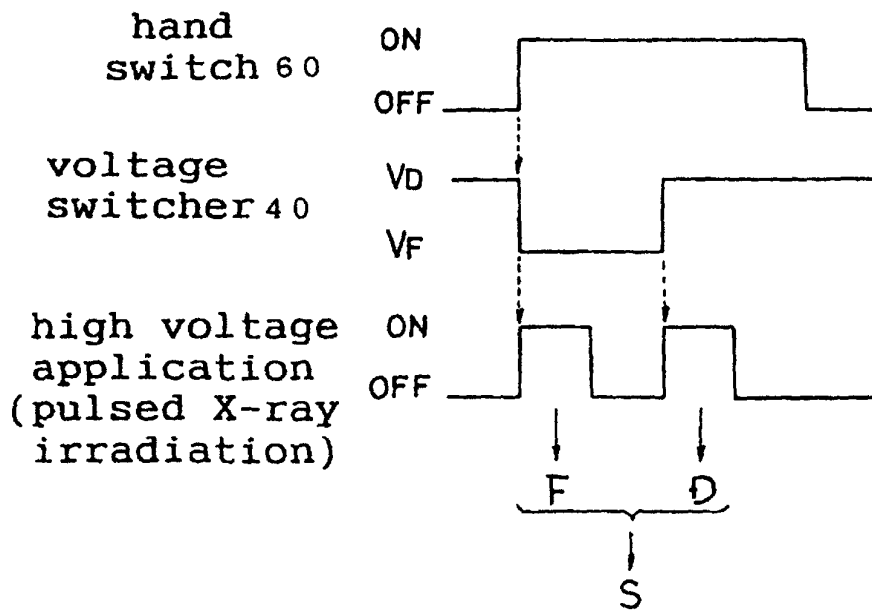 hand
switch 60
ON
OFF
voltage
switcher 40
VD
VF
high voltage
application
(pulsed X-ray
irradiation)
ON
OFF
F
D
S